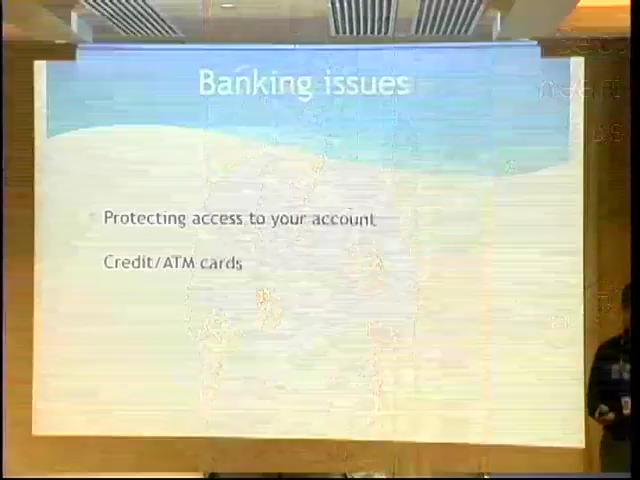 Banking issues
Protecting access to your account
Credit/ATM cards